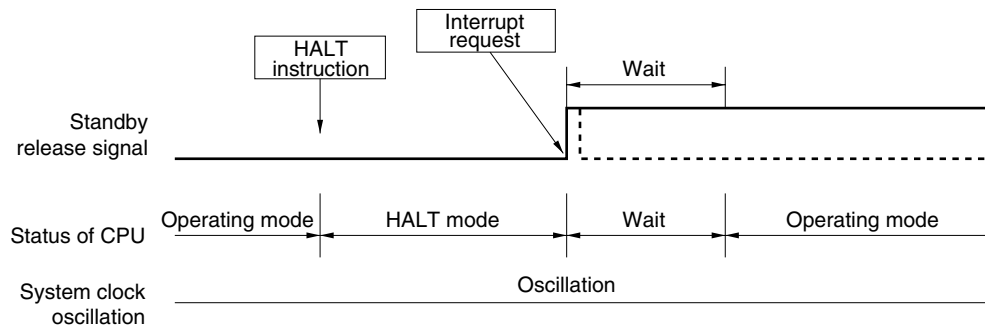 Interrupt
request
HALT
instruction
Wait
Standby
release signal
Operating mode
HALT mode
Wait
Operating mode
Status of CPU
Oscillation
System clock
oscillation